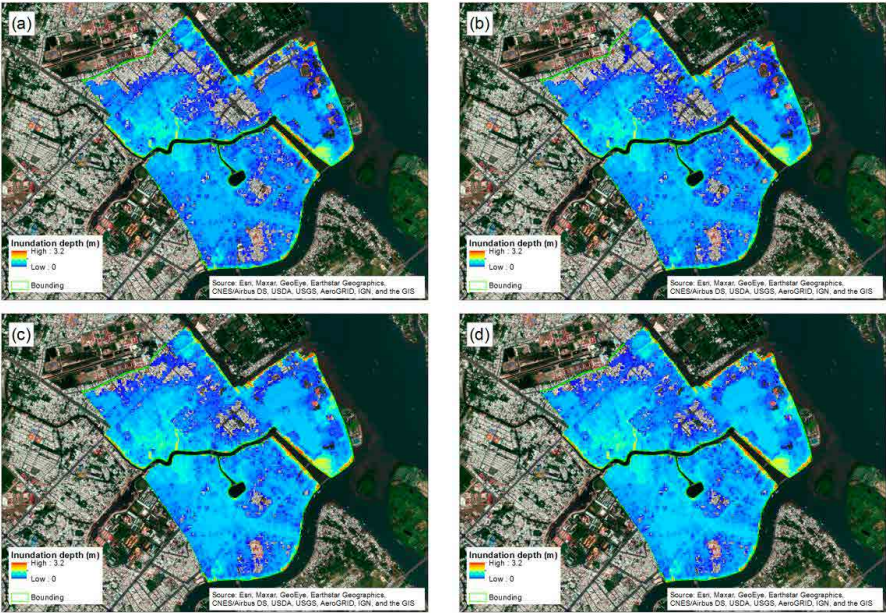 (a)
Inundation depth (m)
High : 3.2
Low : 0
Bounding
Source: Esri, Maxar, GeoEye, Earthstar Geographics,
CNES/Airbus DS, USDA, USGS, AeroGRID, IGN, and the GIS
(b)
Inundation depth (m)
High : 3.2
Low : 0
Bounding
Source: Esri, Maxar, GeoEye, Earthstar Geographics,
CNES/Airbus DS, USDA, USGS, AeroGRID, IGN, and the GIS
(c)
Inundation depth (m)
High : 3.2
Low : 0
Bounding
Source: Esri, Maxar, GeoEye, Earthstar Geographics,
CNES/Airbus DS, USDA, USGS, AeroGRID, IGN, and the GIS
(d)
Inundation depth (m)
High : 3.2
Low : 0
Bounding
Source: Esri, Maxar, GeoEye, Earthstar Geographics,
CNES/Airbus DS, USDA, USGS, AeroGRID, IGN, and the GIS